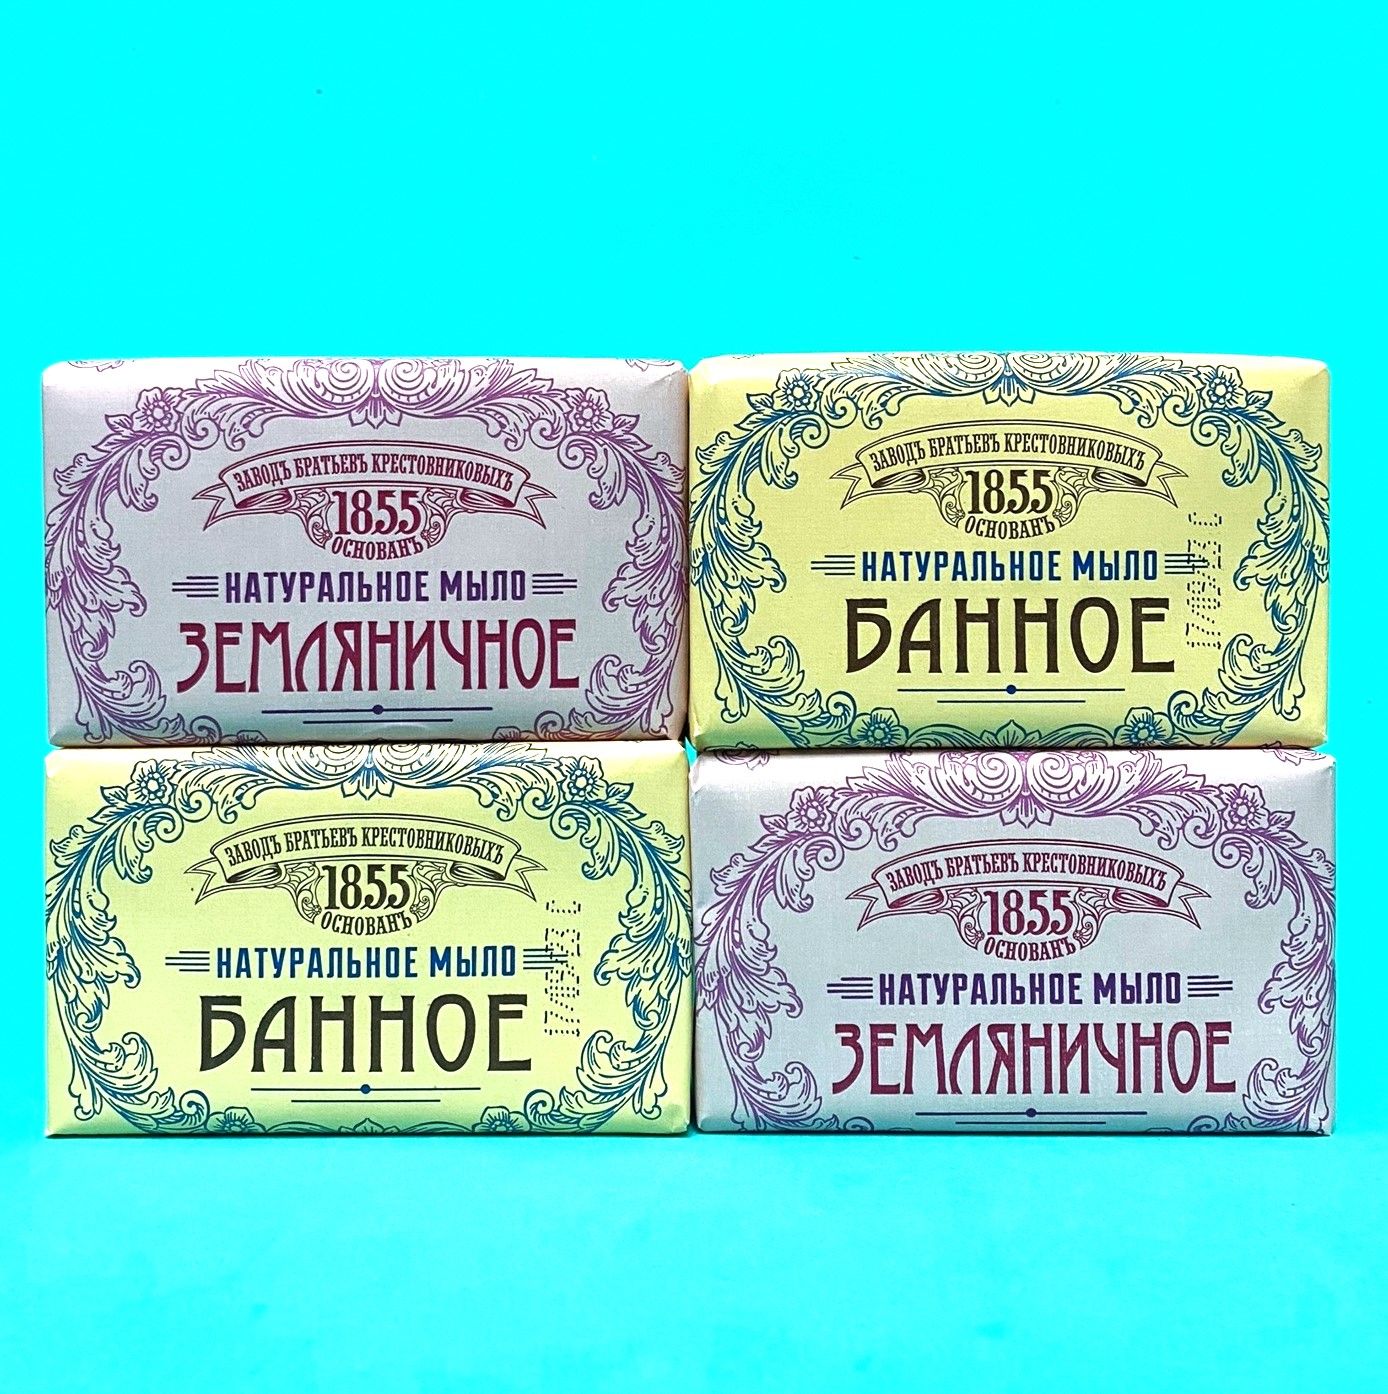 ЗАВОДЪ БРАТЬЕВЪ КРЕСТОВНИКОВЫХЪ
1855
ОСНОВАНЪ
НАТУРАЛЬНОЕ МЫЛО
ЗЕМЛЯНИЧНОЕ
ЗАВОДЪ БРАТЬЕВЪ КРЕСТОВНИКОВЫХЪ
1855
ОСНОВАНЪ
НАТУРАЛЬНОЕ МЫЛО
БАННОЕ
ЗАВОДЪ БРАТЬЕВЪ КРЕСТОВНИКОВЫХЪ
1855
ОСНОВАНЪ
НАТУРАЛЬНОЕ МЫЛО
БАННОЕ
ЗАВОДЪ БРАТЬЕВЪ КРЕСТОВНИКОВЫХЪ
1855
ОСНОВАНЪ
НАТУРАЛЬНОЕ МЫЛО
ЗЕМЛЯНИЧНОЕ